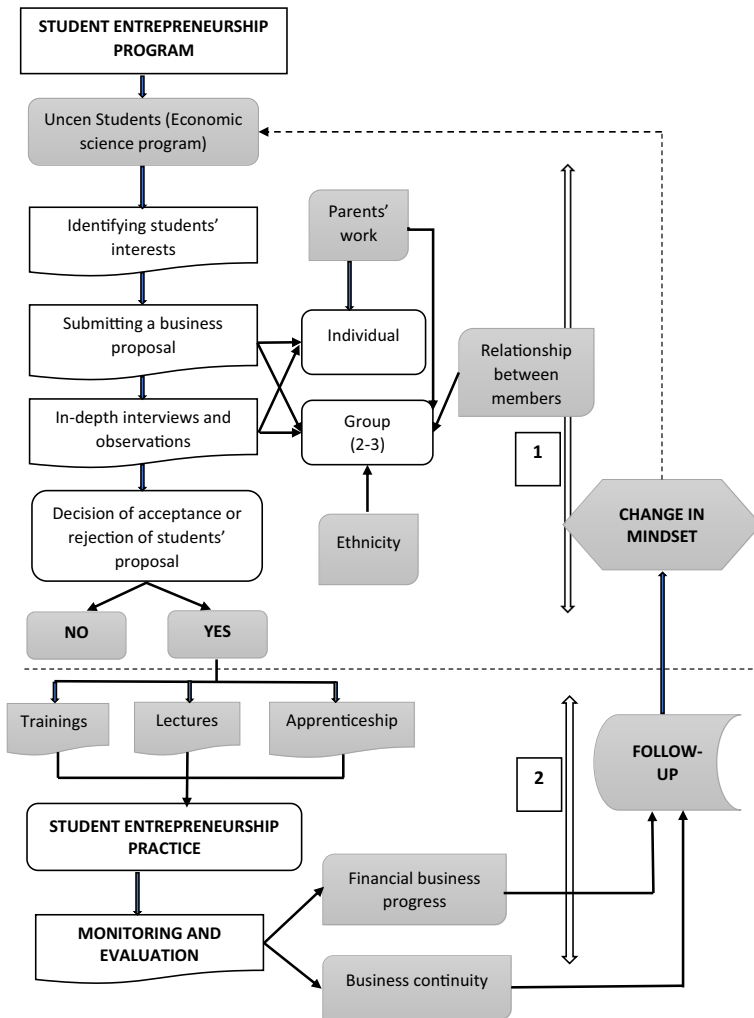 STUDENT ENTREPRENEURSHIP
PROGRAM
Uncen Students (Economic
science program)
Identifying students’
interests
Parents’
work
Submitting a business
proposal
Individual
Relationship
between
members
In-depth interviews and
observations
Group
(2-3)
1
Decision of acceptance or
rejection of students’
proposal
Ethnicity
CHANGE IN
MINDSET
NO
YES
Trainings
Lectures
Apprenticeship
FOLLOW-
UP
2
STUDENT ENTREPRENEURSHIP
PRACTICE
Financial business
progress
MONITORING AND
EVALUATION
Business continuity